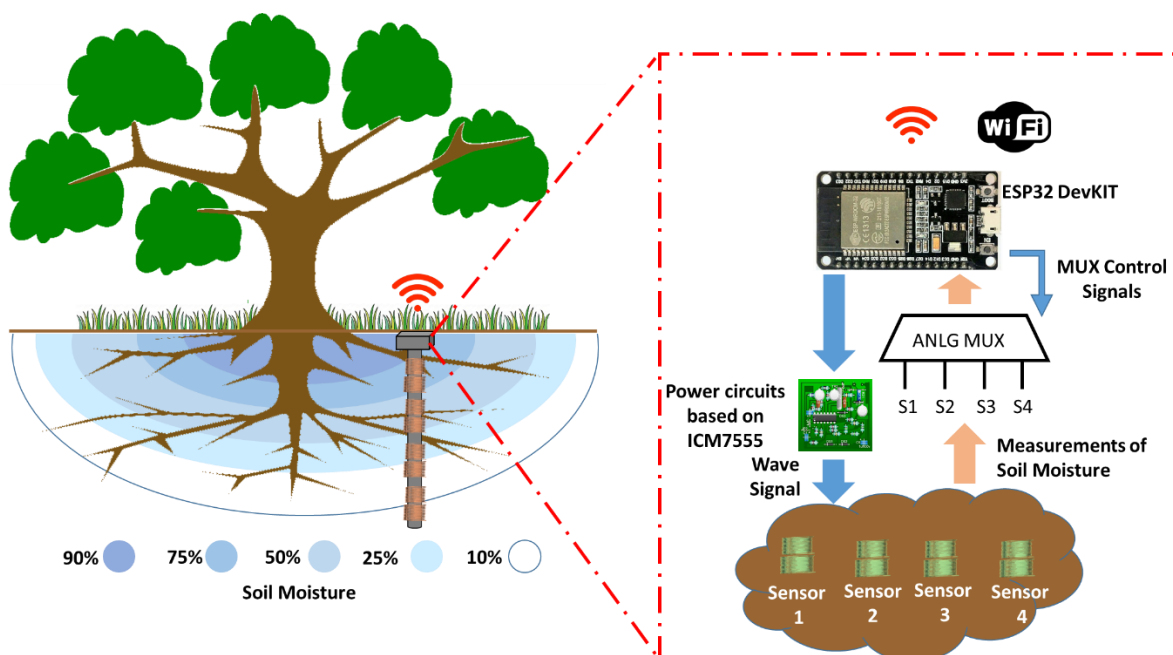 90%
75%
50%
25%
10%
Soil Moisture
Wi Fi
ESP32 DevKIT
MUX Control
Signals
ANLG MUX
S1
S2
S3
S4
Power circuits
based on
ICM7555
Wave
Signal
Measurements of
Soil Moisture
Sensor
1
Sensor
2
Sensor
3
Sensor
4